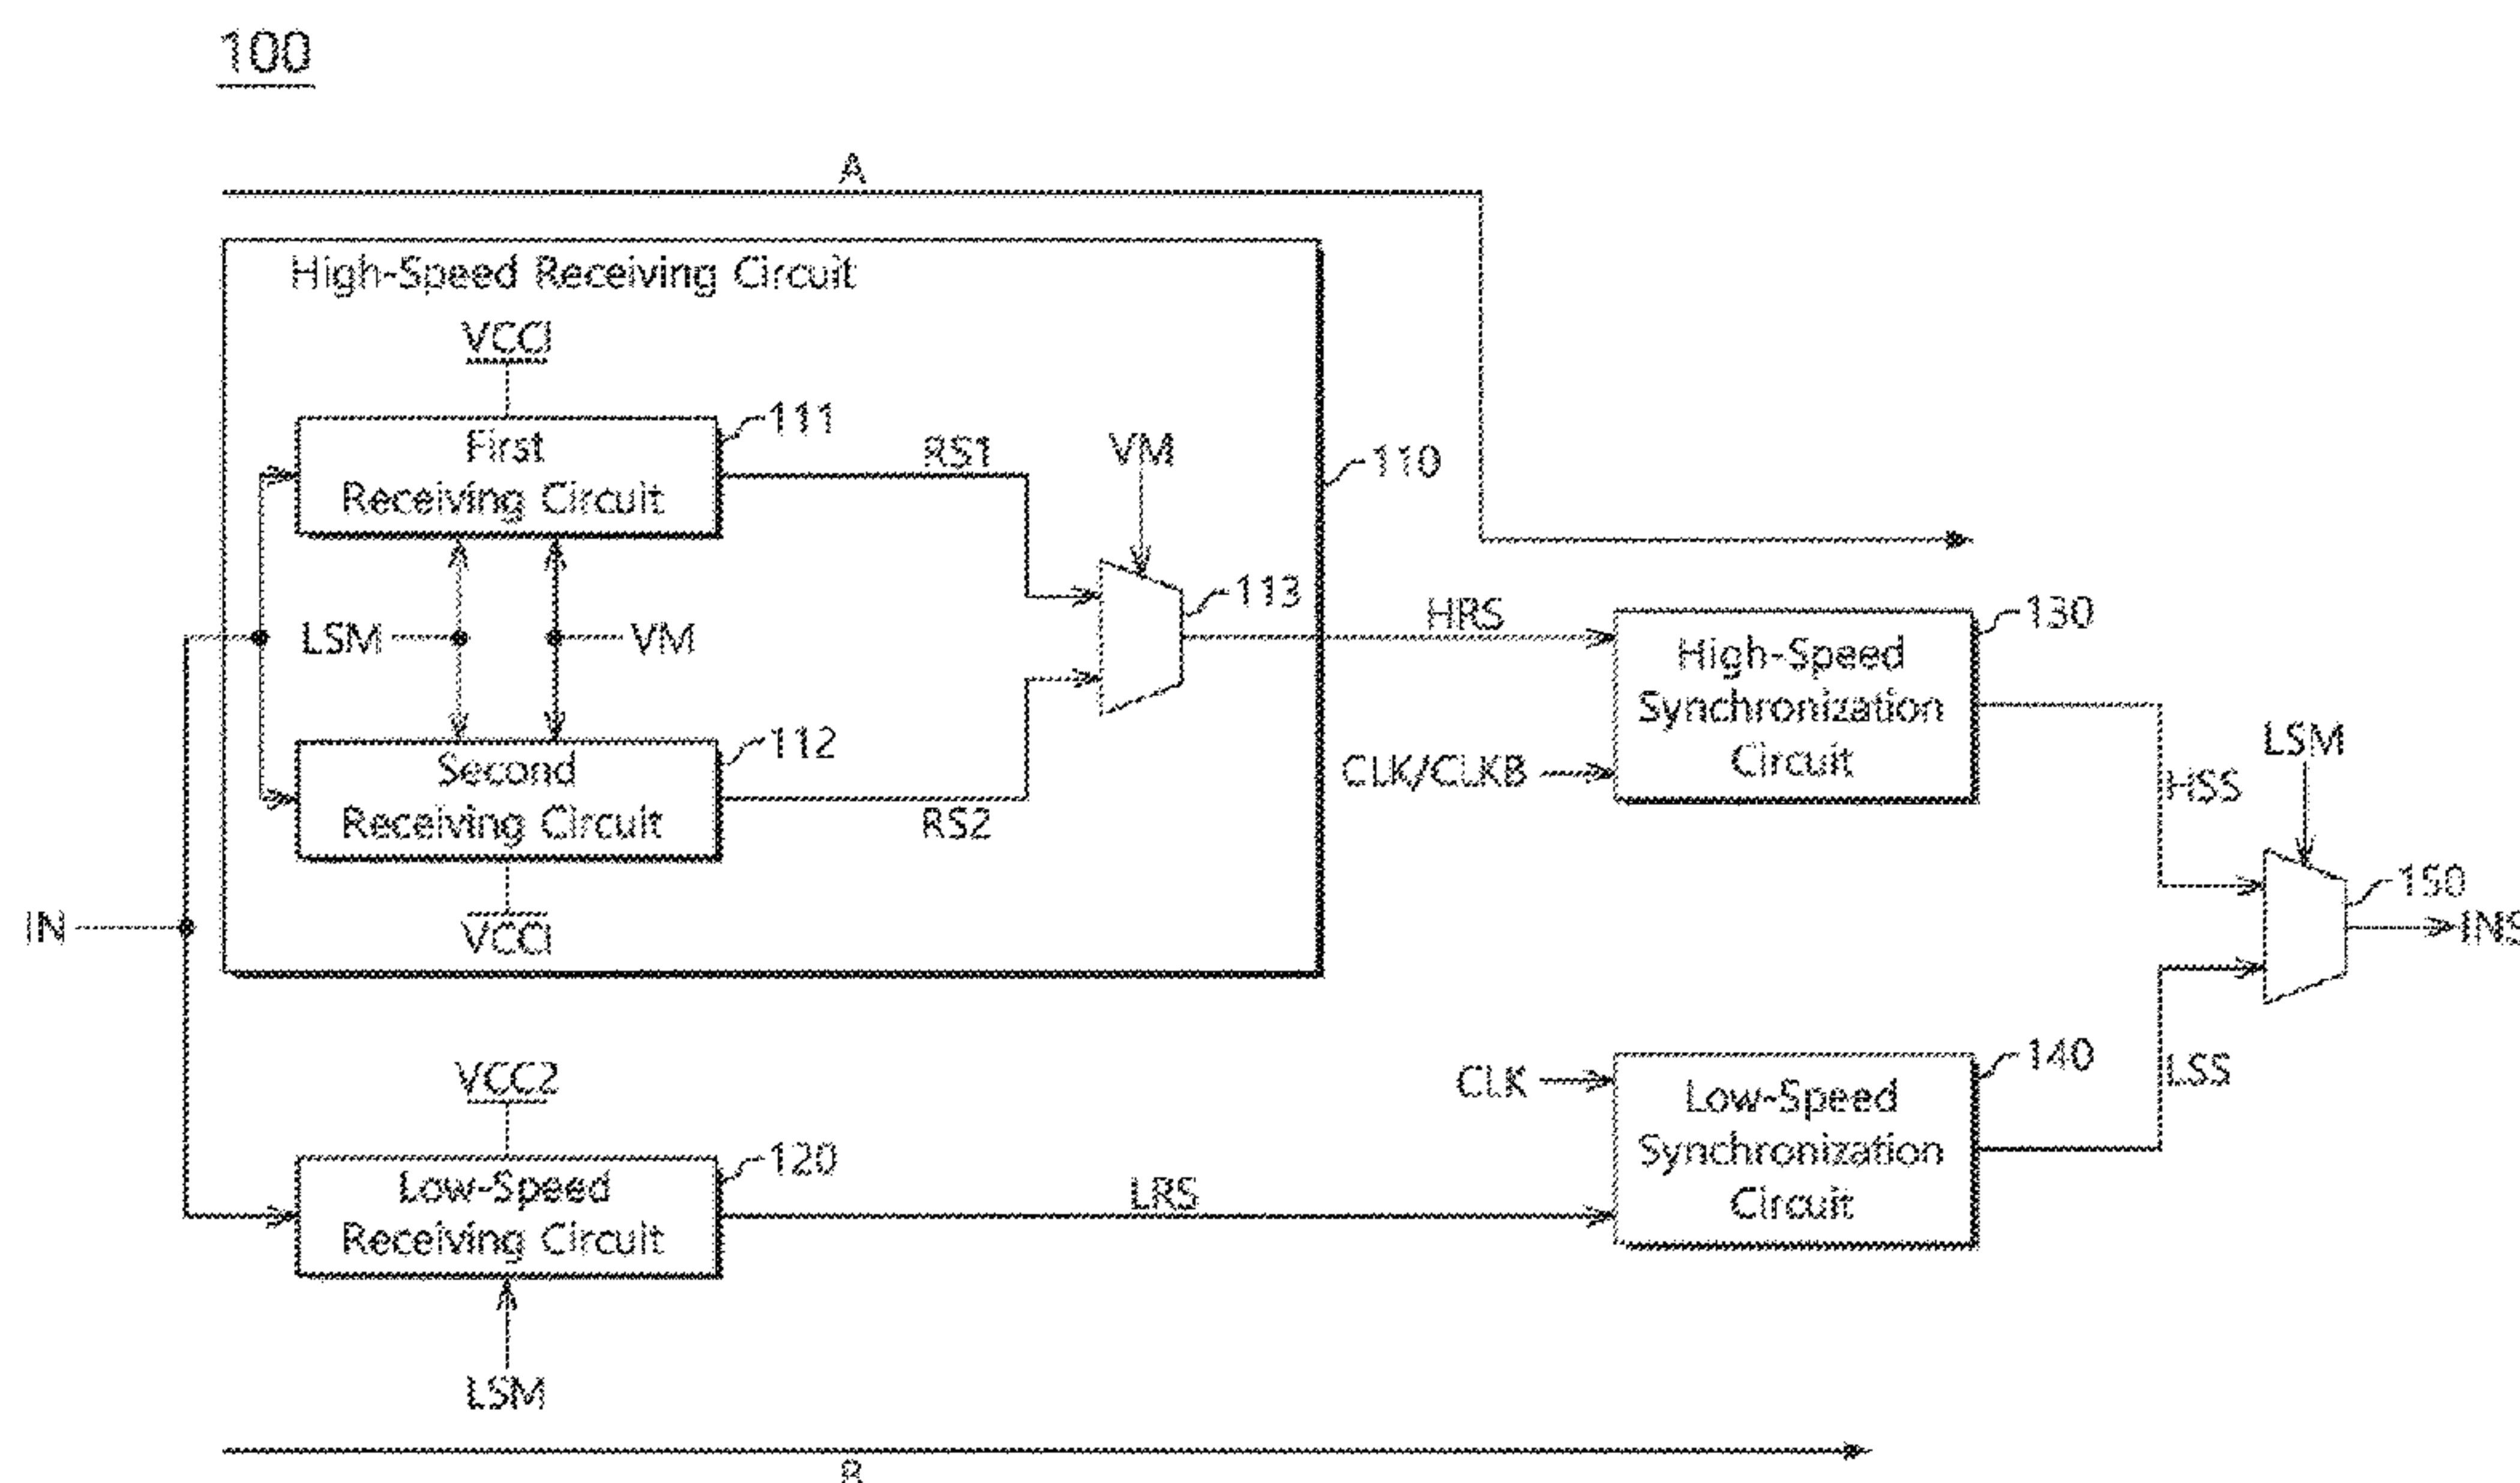 100
A
High-Speed Receiving Circuit
VCCI
First
Receiving Circuit
111
RS1
VM
110
113
LSM
VM
HRS
130
High-Speed
Synchronization
Circuit
Second
Receiving Circuit
112
RS2
CLK/CLKB
LSM
HSS
VCCI
IN
150
INS
VCC2
CLK
140
Low-Speed
Synchronization
Circuit
LSS
Low-Speed
Receiving Circuit
120
LRS
LSM
B